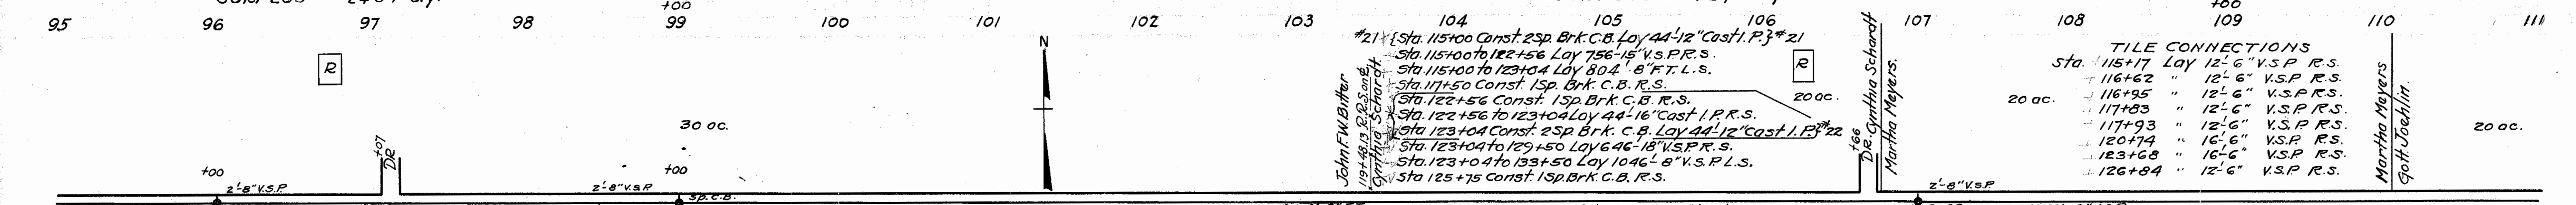 +00
+00
95 96 97 98 99 100 101 102 103 104 105 106 107 108 109 110 111
R
30 ac.
+00
2'-8" V.S.P.
+07
DR
2'-8" V.S.P.
+00
Sp. C.B.
N
John F.W. Bitter
119+48.13 R.R.S. on ℄
Cynthia Schardt
#21 {Sta. 115+00 Const. 2 Sp. Brk. C.B. Lay 44'-12" Cast I.P.} #21
Sta. 115+00 to 122+56 Lay 756'-15" V.S.P. R.S.
Sta. 115+00 to 123+04 Lay 804' 8" F.T. L.S.
Sta. 117+50 Const. 1 Sp. Brk. C.B. R.S.
Sta. 122+56 Const. 1 Sp. Brk. C.B. R.S.
Sta. 122+56 to 123+04 Lay 44'-16" Cast I.P. R.S.
Sta 123+04 Const. 2 Sp. Brk. C.B. Lay 44'-12" Cast I.P.} #22
Sta. 123+04 to 129+50 Lay 646'-18" V.S.P. R.S.
Sta. 123+04 to 133+50 Lay 1046'-8" V.S.P. L.S.
Sta 125+75 Const. 1 Sp. Brk. C.B. R.S.
R
20 ac.
+66
DR.
Cynthia Schardt
Martha Meyers.
2'-8" V.S.P.
20 ac.
TILE CONNECTIONS
Sta. 115+17 Lay 12'-6" V.S.P R.S.
116+62 " 12'-6" V.S.P R.S.
116+95 " 12'-6" V.S.P R.S.
117+83 " 12'-6" V.S.P R.S.
117+93 " 12'-6" V.S.P R.S.
120+74 " 16'-6" V.S.P R.S.
123+68 " 16'-6" V.S.P R.S.
126+84 " 12'-6" V.S.P R.S.
Martha Meyers
Gott. Joehlin.
20 ac.